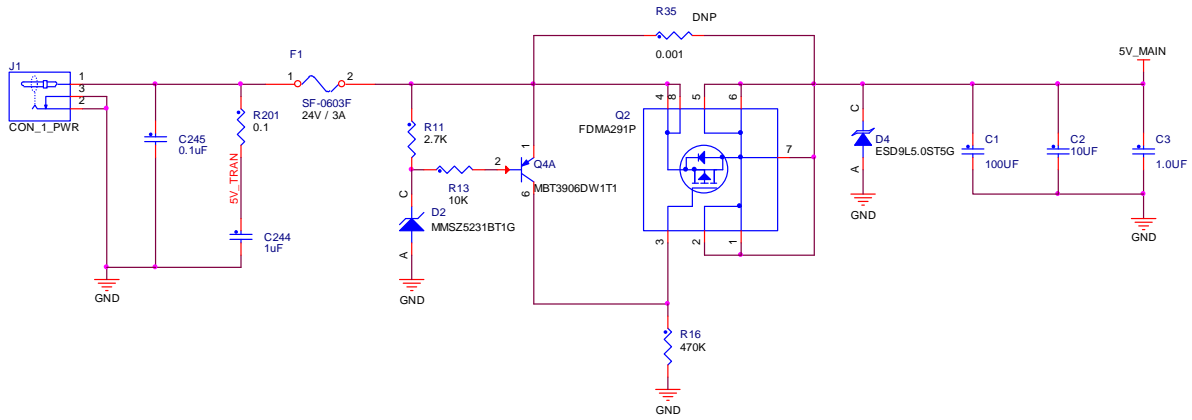 R35
DNP
0.001
5V_MAIN
J1
1
3
2
CON_1_PWR
F1
1
2
SF-0603F
24V / 3A
R201
0.1
C245
0.1uF
5V_TRAN
C244
1uF
GND
R11
2.7K
R13
10K
C
D2
MMSZ5231BT1G
A
GND
1
2
Q4A
MBT3906DW1T1
6
Q2
FDMA291P
4
8
5
6
7
3
2
1
R16
470K
GND
C
D4
ESD9L5.0ST5G
A
GND
C1
100UF
C2
10UF
C3
1.0UF
GND